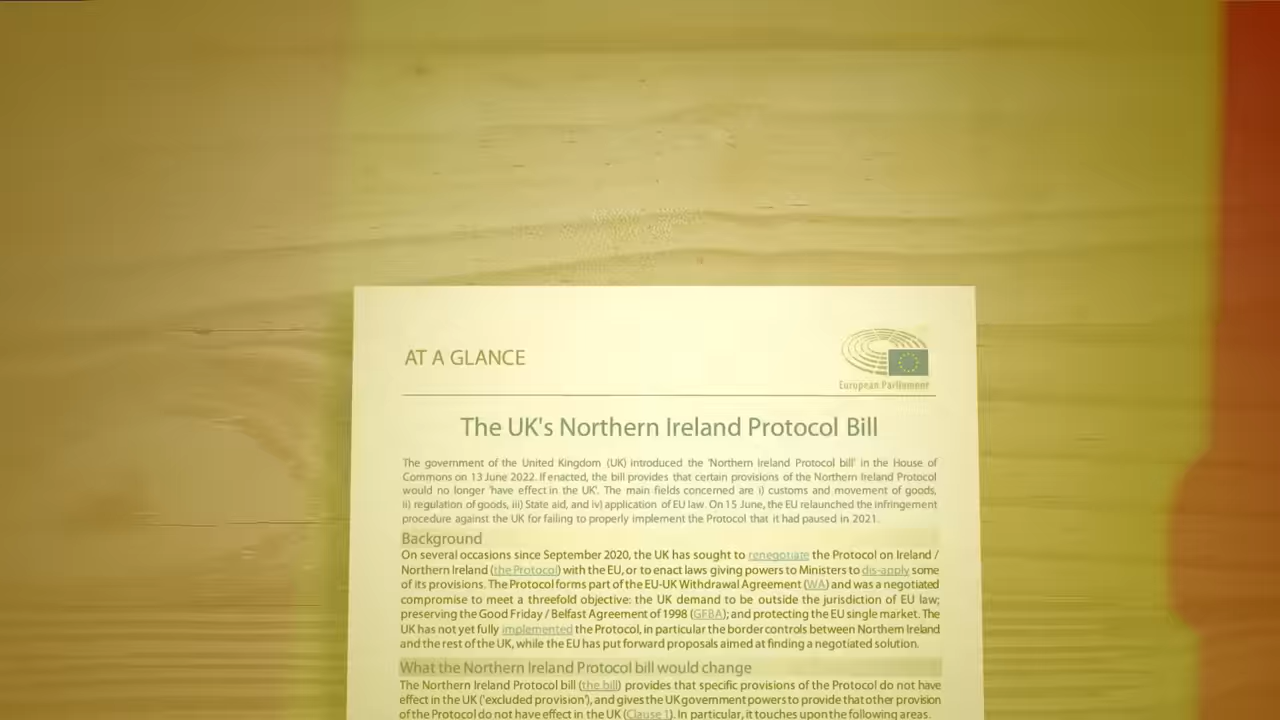 AT A GLANCE
European Parliament
The UK's Northern Ireland Protocol Bill
The government of the United Kingdom (UK) introduced the 'Northern Ireland Protocol bill' in the House of
Commons on 13 June 2022. If enacted, the bill provides that certain provisions of the Northern Ireland Protocol
would no longer 'have effect in the UK'. The main fields concerned are i) customs and movement of goods,
ii) regulation of goods, iii) State aid, and iv) application of EU law. On 15 June, the EU relaunched the infringement
procedure against the UK for failing to properly implement the Protocol that it had paused in 2021.
Background
On several occasions since September 2020, the UK has sought to renegotiate the Protocol on Ireland /
Northern Ireland (the Protocol) with the EU, or to enact laws giving powers to Ministers to dis-apply some
of its provisions. The Protocol forms part of the EU-UK Withdrawal Agreement (WA) and was a negotiated
compromise to meet a threefold objective: the UK demand to be outside the jurisdiction of EU law;
preserving the Good Friday / Belfast Agreement of 1998 (GFBA); and protecting the EU single market. The
UK has not yet fully implemented the Protocol, in particular the border controls between Northern Ireland
and the rest of the UK, while the EU has put forward proposals aimed at finding a negotiated solution.
What the Northern Ireland Protocol bill would change
The Northern Ireland Protocol bill (the bill) provides that specific provisions of the Protocol do not have
effect in the UK ('excluded provision'), and gives the UK government powers to provide that other provision
of the Protocol do not have effect in the UK (Clause 1). In particular, it touches upon the following areas.